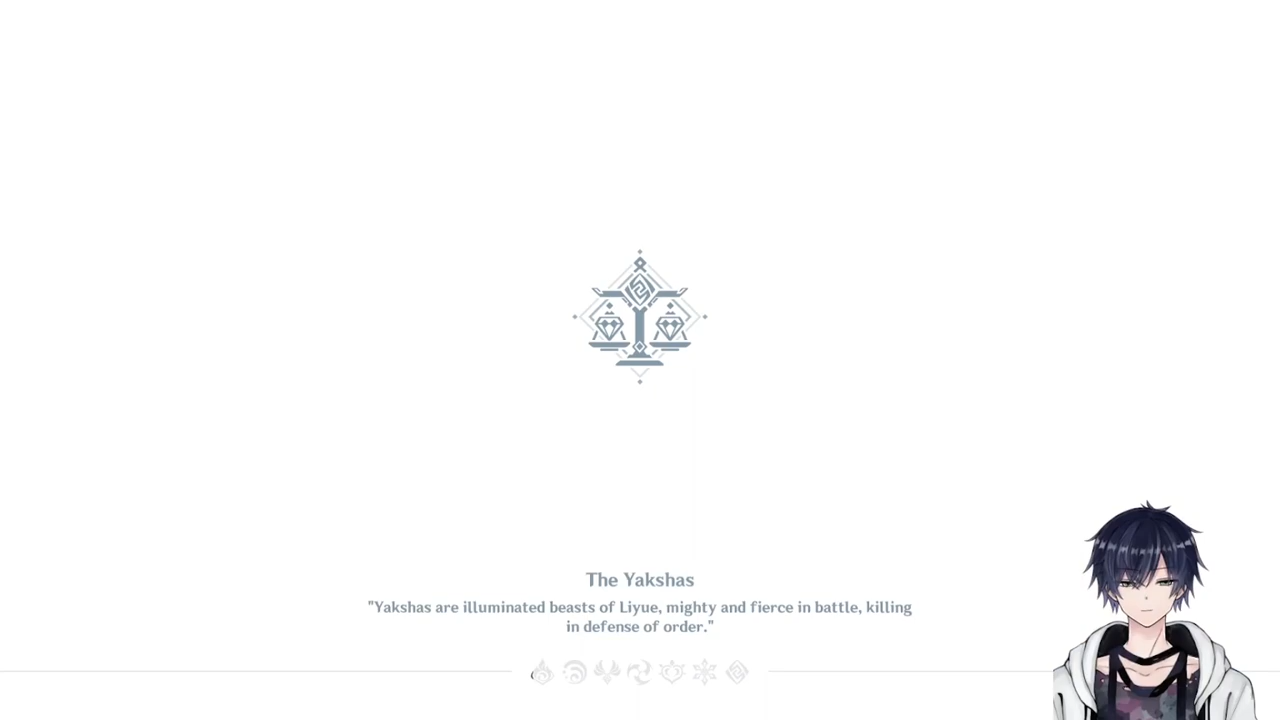 The Yakshas
"Yakshas are illuminated beasts of Liyue, mighty and fierce in battle, killing
in defense of order."